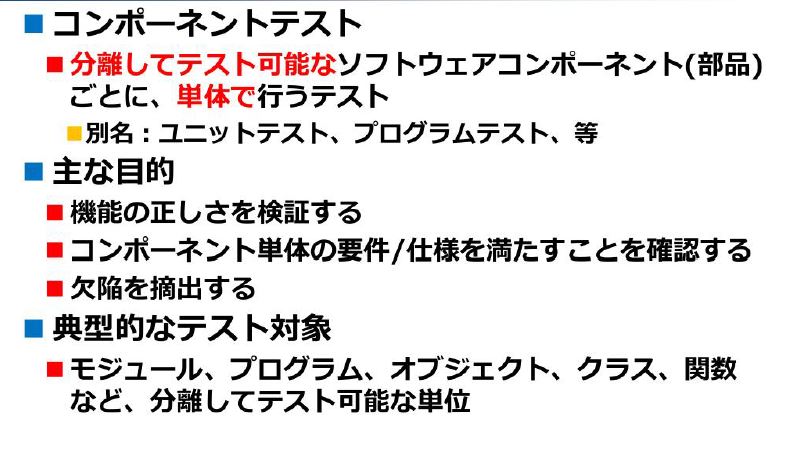 コンポーネントテスト
分離してテスト可能なソフトウェアコンポーネント(部品)
ごとに、単体で行うテスト
別名：ユニットテスト、プログラムテスト、等
主な目的
機能の正しさを検証する
コンポーネント単体の要件/仕様を満たすことを確認する
欠陥を摘出する
典型的なテスト対象
モジュール、プログラム、オブジェクト、クラス、関数
など、分離してテスト可能な単位